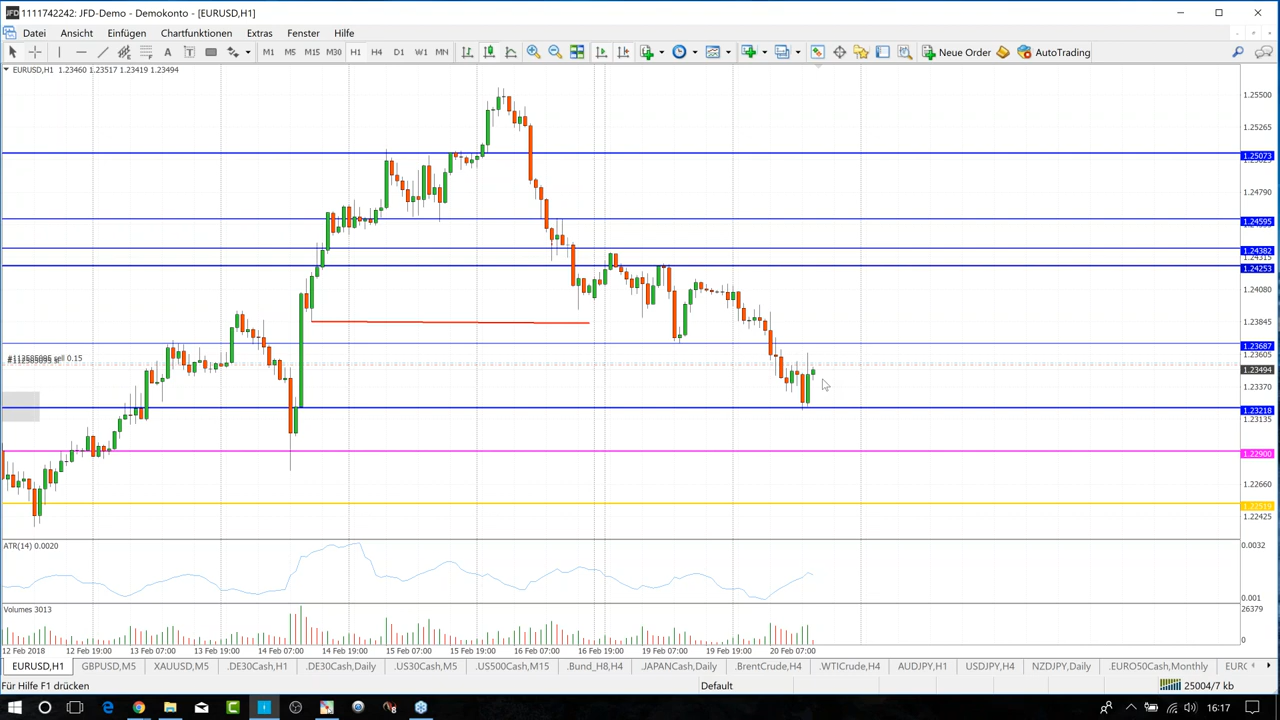 1111742242: JFD-Demo - Demokonto - [EURUSD,H1]
Datei Ansicht Einfügen Chartfunktionen Extras Fenster Hilfe
A T M1 M5 M15 M30 H1 H4 D1 W1 MN Neue Order AutoTrading
EURUSD,H1 1.23460 1.23517 1.23419 1.23494
1.25500
1.25265
1.25073
1.24790
1.24595
1.24382
1.24315
1.24253
1.24080
1.23845
1.23687
1.23605
sell 0.15
1.23494
1.23370
1.23218
1.23135
1.22900
1.22660
1.22519
1.22425
ATR(14) 0.0020
0.0032
0.001
Volumes 3013
26379
0
12 Feb 2018 12 Feb 19:00 13 Feb 07:00 13 Feb 19:00 14 Feb 07:00 14 Feb 19:00 15 Feb 07:00 15 Feb 19:00 16 Feb 07:00 16 Feb 19:00 19 Feb 07:00 19 Feb 19:00 20 Feb 07:00
EURUSD,H1 GBPUSD,M5 XAUUSD,M5 .DE30Cash,H1 .DE30Cash,Daily .US30Cash,M5 .US500Cash,M15 .Bund_H8,H4 .JAPANCash,Daily .BrentCrude,H4 .WTICrude,H4 AUDJPY,H1 USDJPY,H4 NZDJPY,Daily .EURO50Cash,Monthly EURC
Für Hilfe F1 drücken Default 25004/7 kb
16:17